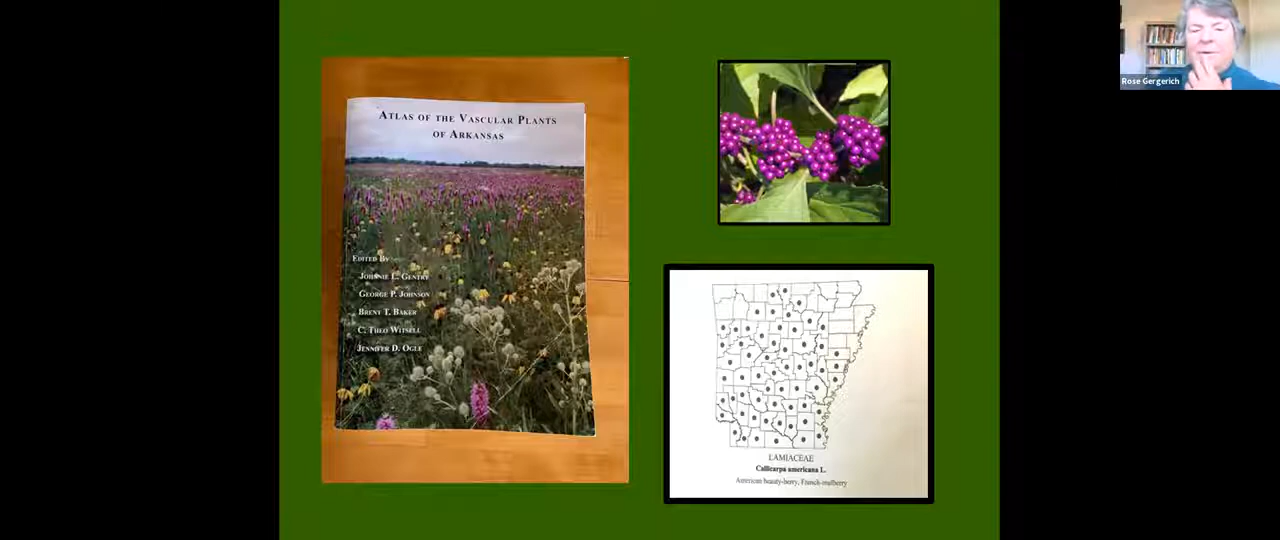 ATLAS OF THE VASCULAR PLANTS
OF ARKANSAS
EDITED BY
JOHNNIE L. GENTRY
GEORGE P. JOHNSON
BRENT T. BAKER
C. THEO WITSELL
JENNIFER D. OGLE
Rose Gergerich
LAMIACEAE
Callicarpa americana L.
American beauty-berry, French-mulberry